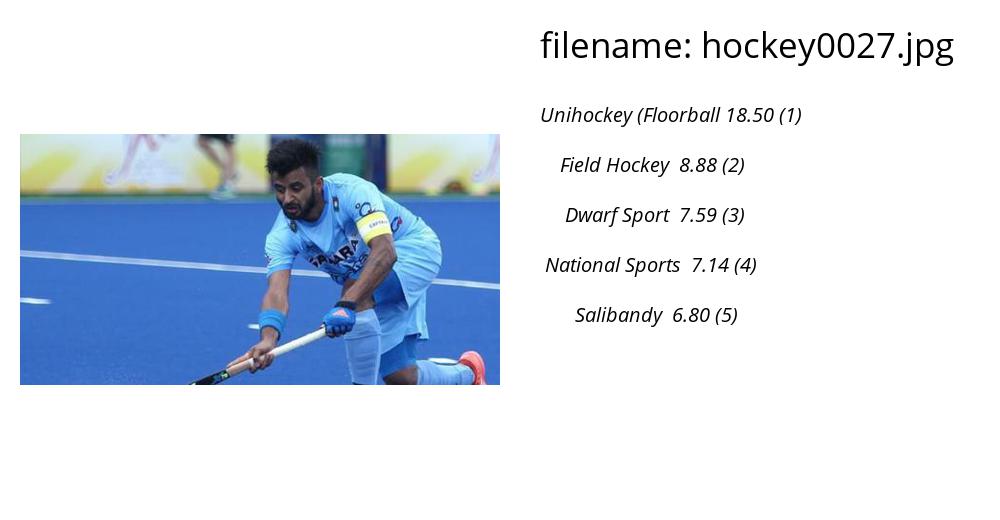 filename: hockey0027.jpg
Unihockey (Floorball 18.50 (1)
Field Hockey 8.88 (2)
Dwarf Sport 7.59 (3)
National Sports 7.14 (4)
Salibandy 6.80 (5)